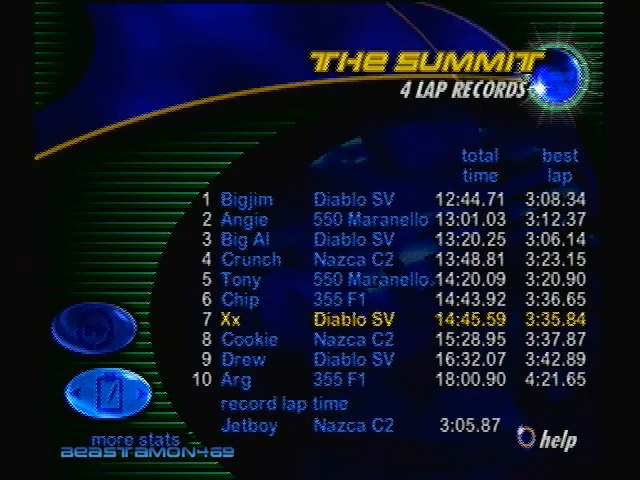 THE SUMMIT
4 LAP RECORDS
total time best lap
1 Bigjim Diablo SV 12:44.71 3:08.34
2 Angie 550 Maranello 13:01.03 3:12.37
3 Big Al Diablo SV 13:20.25 3:06.14
4 Crunch Nazca C2 13:48.81 3:23.15
5 Tony 550 Maranello 14:20.09 3:20.90
6 Chip 355 F1 14:43.92 3:36.65
7 Xx Diablo SV 14:45.59 3:35.84
8 Cookie Nazca C2 15:28.95 3:37.87
9 Drew Diablo SV 16:32.07 3:42.89
10 Arg 355 F1 18:00.90 4:21.65
record lap time
Jetboy Nazca C2 3:05.87
help
more stats
BEASTAMON469